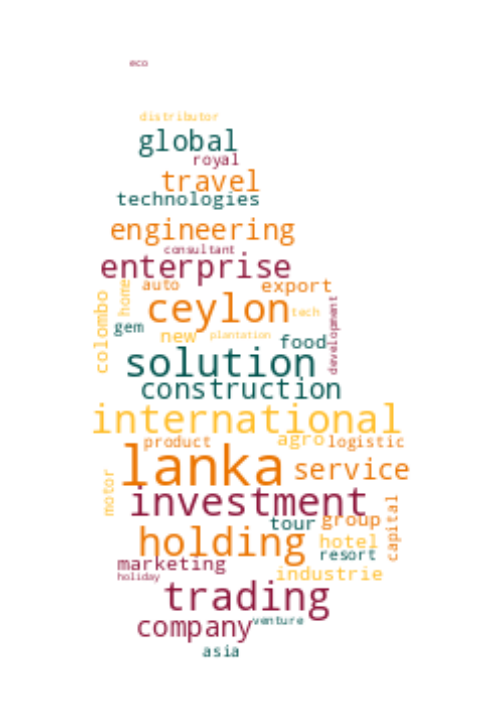 eco
distributor
global
royal
travel
technologies
engineering
consultant
enterprise
auto
export
home
colombo
ceylon
tech
development
gem
new
plantation
food
solution
construction
international
product
agro
logistic
lanka
service
motor
investment
capital
tour
group
holding
hotel
resort
marketing
industrie
holiday
trading
company
venture
asia